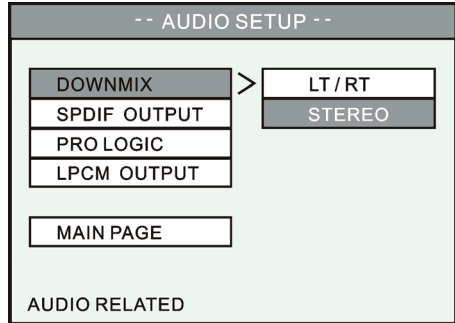 -- AUDIO SETUP --
DOWNMIX > LT/RT
SPDIF OUTPUT STEREO
PRO LOGIC
LPCM OUTPUT
MAIN PAGE
AUDIO RELATED